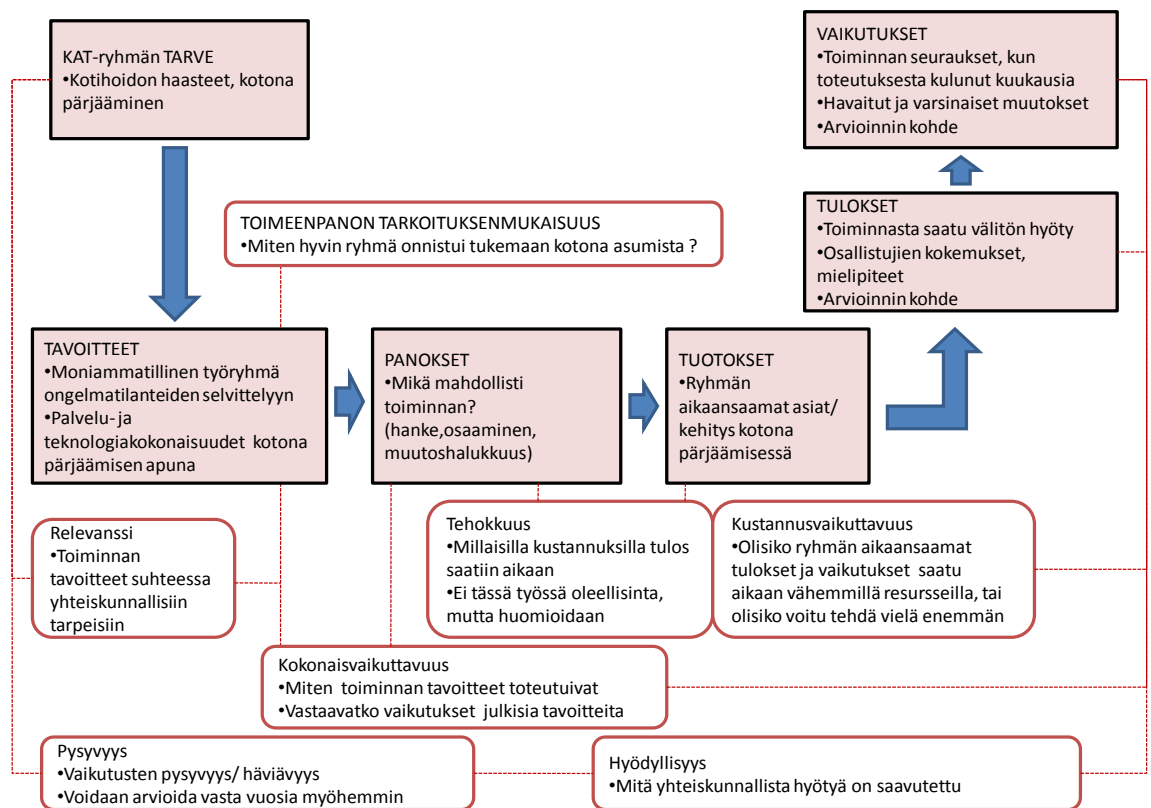 KAT-ryhmän TARVE
•Kotihoidon haasteet, kotona
pärjääminen
VAIKUTUKSET
•Toiminnan seuraukset, kun
toteutuksesta kulunut kuukausia
•Havaitut ja varsinaiset muutokset
•Arvioinnin kohde
TULOKSET
•Toiminnasta saatu välitön hyöty
•Osallistujien kokemukset,
mielipiteet
•Arvioinnin kohde
TOIMEENPANON TARKOITUKSENMUKAISUUS
•Miten hyvin ryhmä onnistui tukemaan kotona asumista ?
TAVOITTEET
•Moniammatillinen työryhmä
ongelmatilanteiden selvittelyyn
•Palvelu- ja
teknologiakokonaisuudet kotona
pärjäämisen apuna
PANOKSET
•Mikä mahdollisti
toiminnan?
(hanke,osaaminen,
muutoshalukkuus)
TUOTOKSET
•Ryhmän
aikaansaamat asiat/
kehitys kotona
pärjäämisessä
Relevanssi
•Toiminnan
tavoitteet suhteessa
yhteiskunnallisiin
tarpeisiin
Tehokkuus
•Millaisilla kustannuksilla tulos
saatiin aikaan
•Ei tässä työssä oleellisinta,
mutta huomioidaan
Kustannusvaikuttavuus
•Olisiko ryhmän aikaansaamat
tulokset ja vaikutukset saatu
aikaan vähemmillä resursseilla, tai
olisiko voitu tehdä vielä enemmän
Kokonaisvaikuttavuus
•Miten toiminnan tavoitteet toteutuivat
•Vastaavatko vaikutukset julkisia tavoitteita
Pysyvyys
•Vaikutusten pysyvyys/ häviävyys
•Voidaan arvioida vasta vuosia myöhemmin
Hyödyllisyys
•Mitä yhteiskunnallista hyötyä on saavutettu